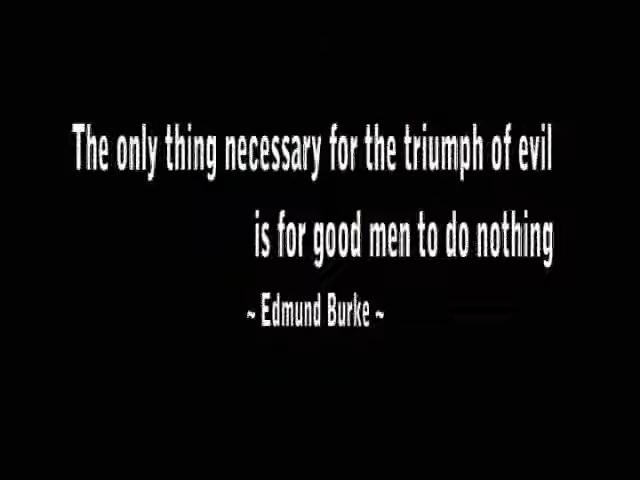 The only thing necessary for the triumph of evil
is for good men to do nothing
~ Edmund Burke ~